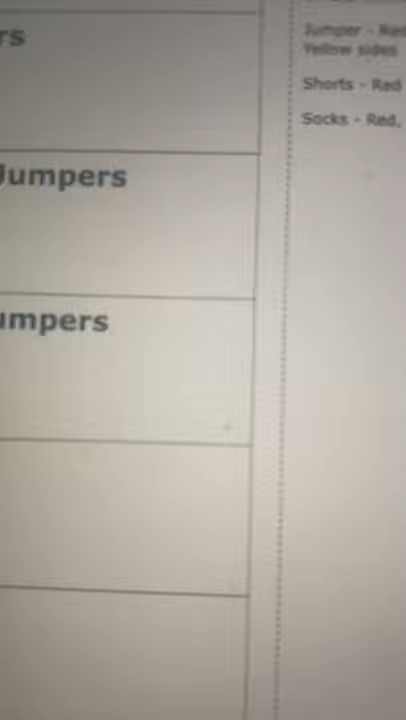 rs
Jumpers
umpers
Jumper - Red
Yellow sides
Shorts - Red
Socks - Red,